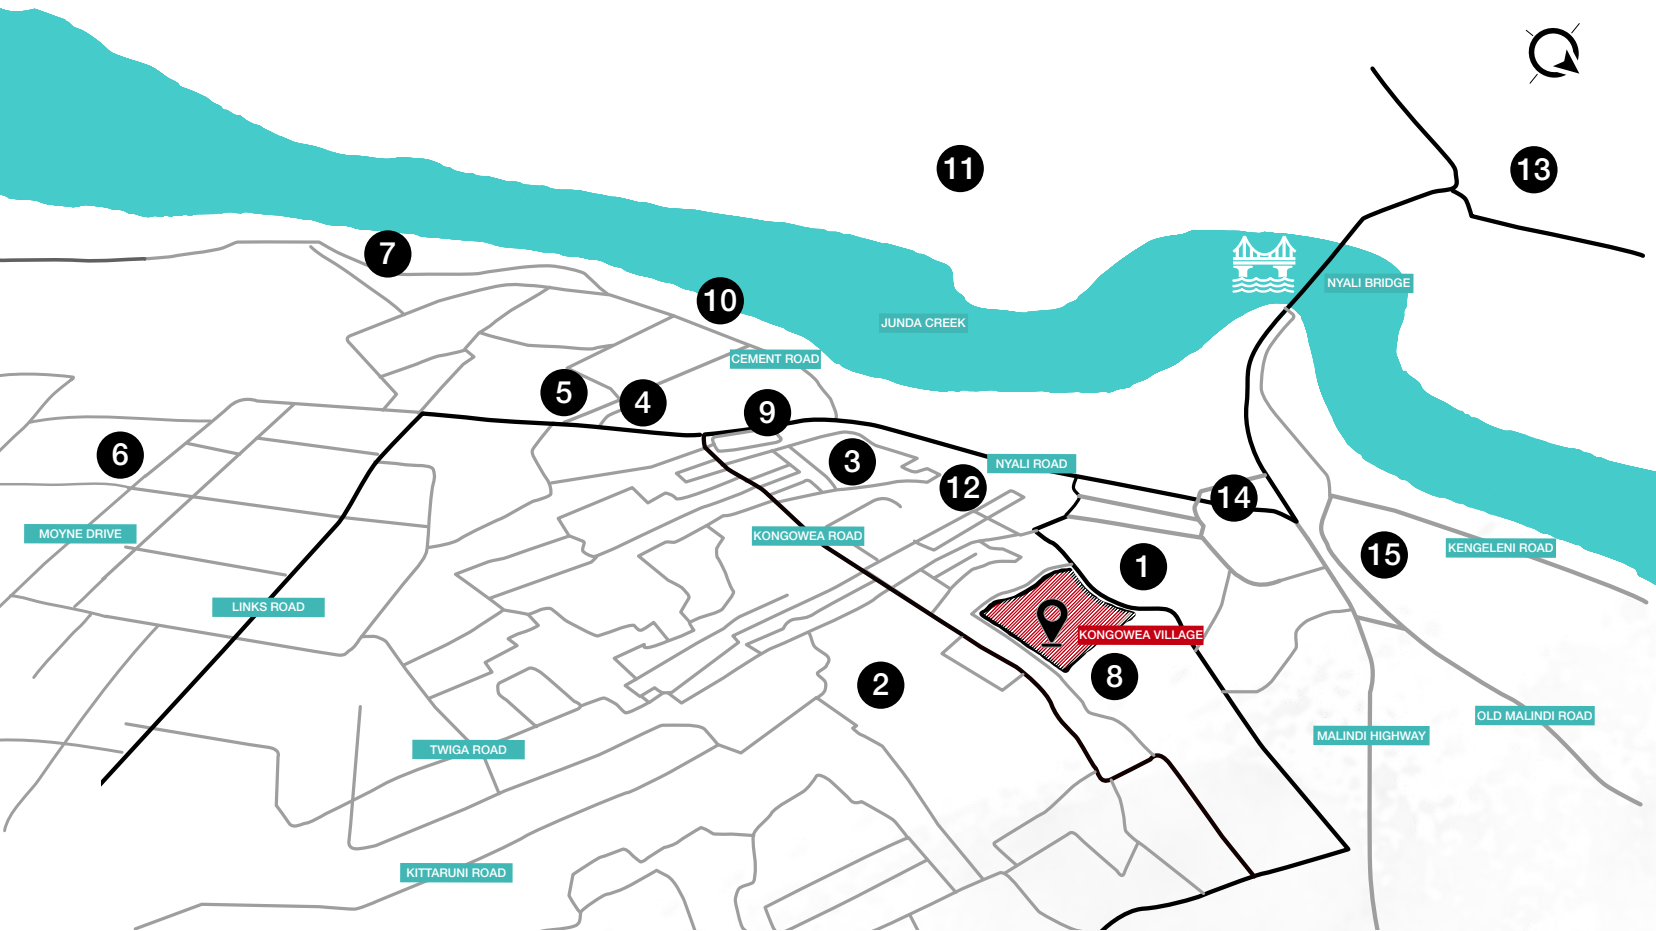 11
13
7
NYALI BRIDGE
10
JUNDA CREEK
CEMENT ROAD
5
4
9
6
3
NYALI ROAD
12
14
MOYNE DRIVE
KONGOWEA ROAD
KENGELENI ROAD
15
1
LINKS ROAD
KONGOWEA VILLAGE
2
8
OLD MALINDI ROAD
MALINDI HIGHWAY
TWIGA ROAD
KITTARUNI ROAD